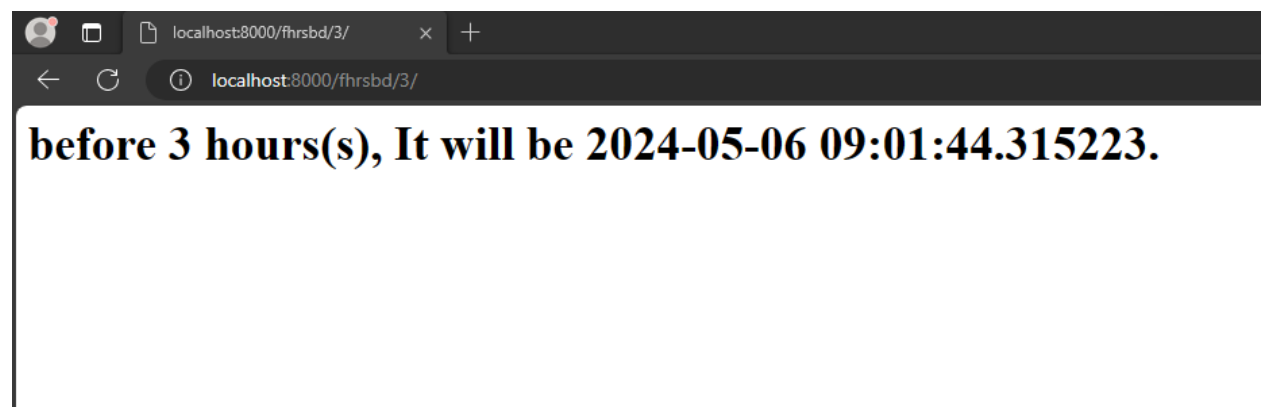 localhost:8000/fhrsbd/3/
localhost:8000/fhrsbd/3/
before 3 hours(s), It will be 2024-05-06 09:01:44.315223.